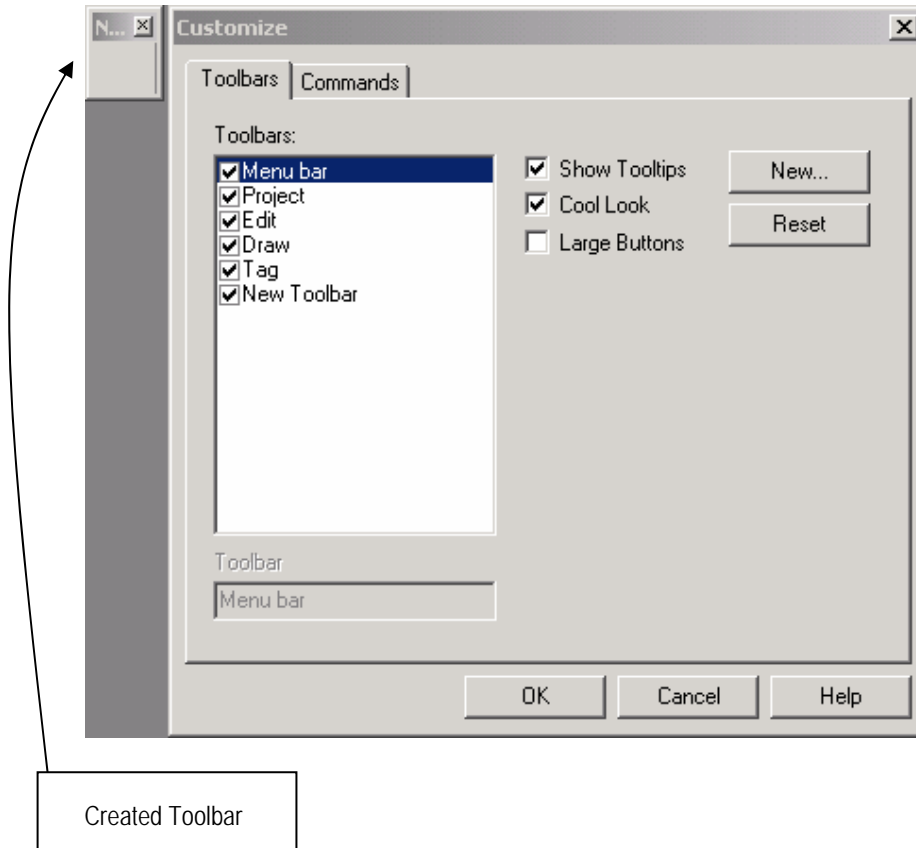 N...
Customize
Toolbars
Commands
Toolbars:
Menu bar
Project
Edit
Draw
Tag
New Toolbar
Show Tooltips
Cool Look
Large Buttons
New...
Reset
Toolbar
Menu bar
OK
Cancel
Help
Created Toolbar